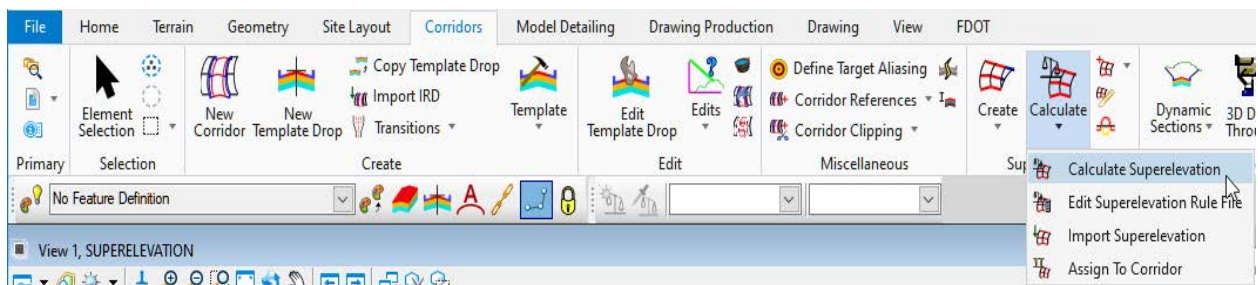 File Home Terrain Geometry Site Layout Corridors Model Detailing Drawing Production Drawing View FDOT
Element Selection
New Corridor
New Template Drop
Copy Template Drop
Import IRD
Transitions
Template
Edit Template Drop
Edits
Define Target Aliasing
Corridor References
Corridor Clipping
Create
Calculate
Dynamic Sections
3D D
Thro
Primary Selection Create Edit Miscellaneous Sup
Calculate Superelevation
Edit Superelevation Rule File
Import Superelevation
Assign To Corridor
No Feature Definition
View 1, SUPERELEVATION